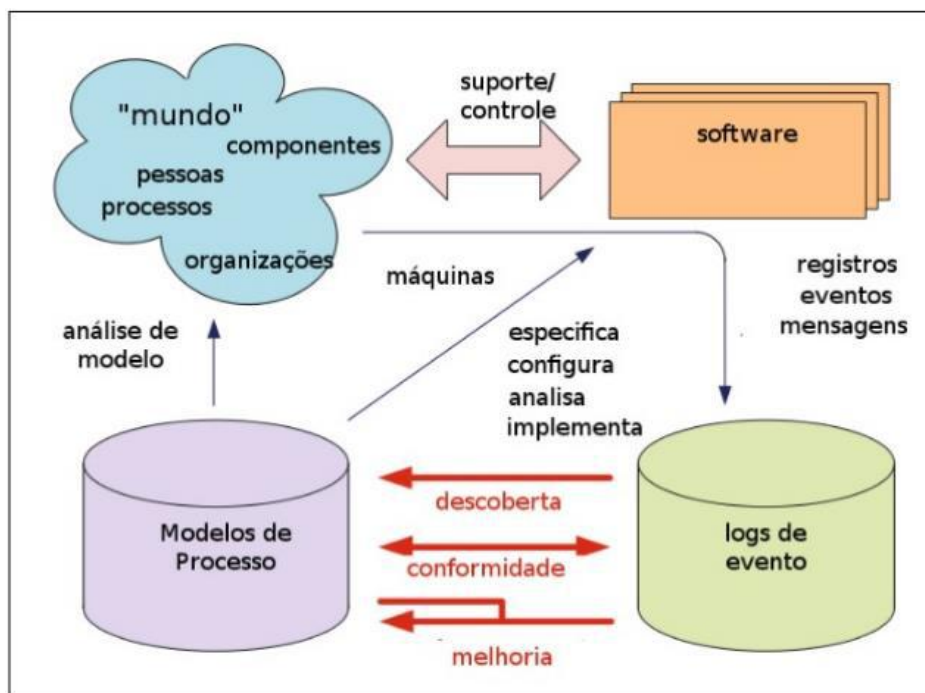 "mundo"
componentes
pessoas
processos
organizações
suporte/
controle
software
máquinas
registros
eventos
mensagens
análise de
modelo
especifica
configura
analisa
implementa
descoberta
conformidade
melhoria
Modelos de
Processo
logs de
evento